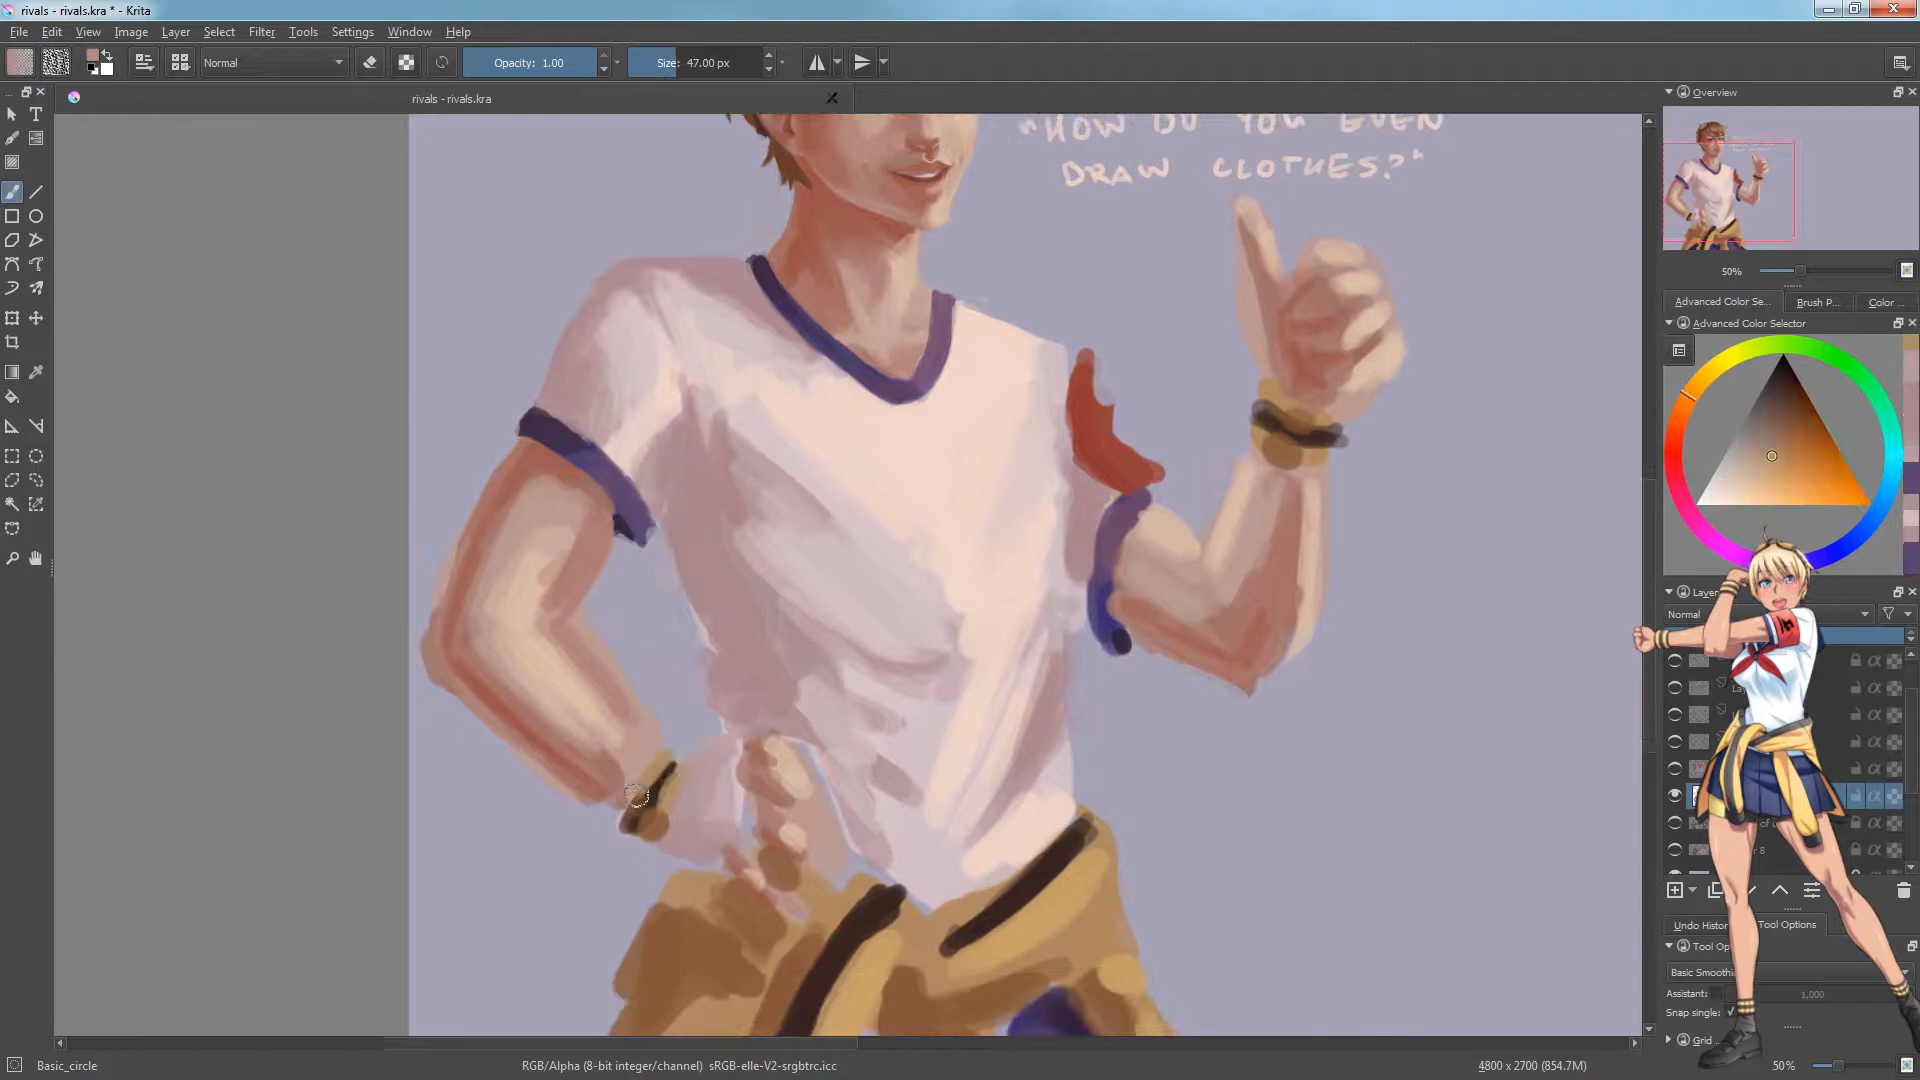 rivals - rivals.kra * - Krita
File Edit View Image Layer Select Filter Tools Settings Window Help
Normal
Opacity: 1.00
Size: 47.00 px
rivals - rivals.kra
Overview
"HOW DO YOU EVEN
DRAW CLOTHES?"
50%
Advanced Color Se... Brush P... Color ...
Advanced Color Selector
Normal
Undo Histor Tool Options
Basic Smoothi
Assistant: 1,000
Snap single:
Grid
Basic_circle
RGB/Alpha (8-bit integer/channel) sRGB-elle-V2-srgbtrc.icc
4800 x 2700 (854.7M)
50%